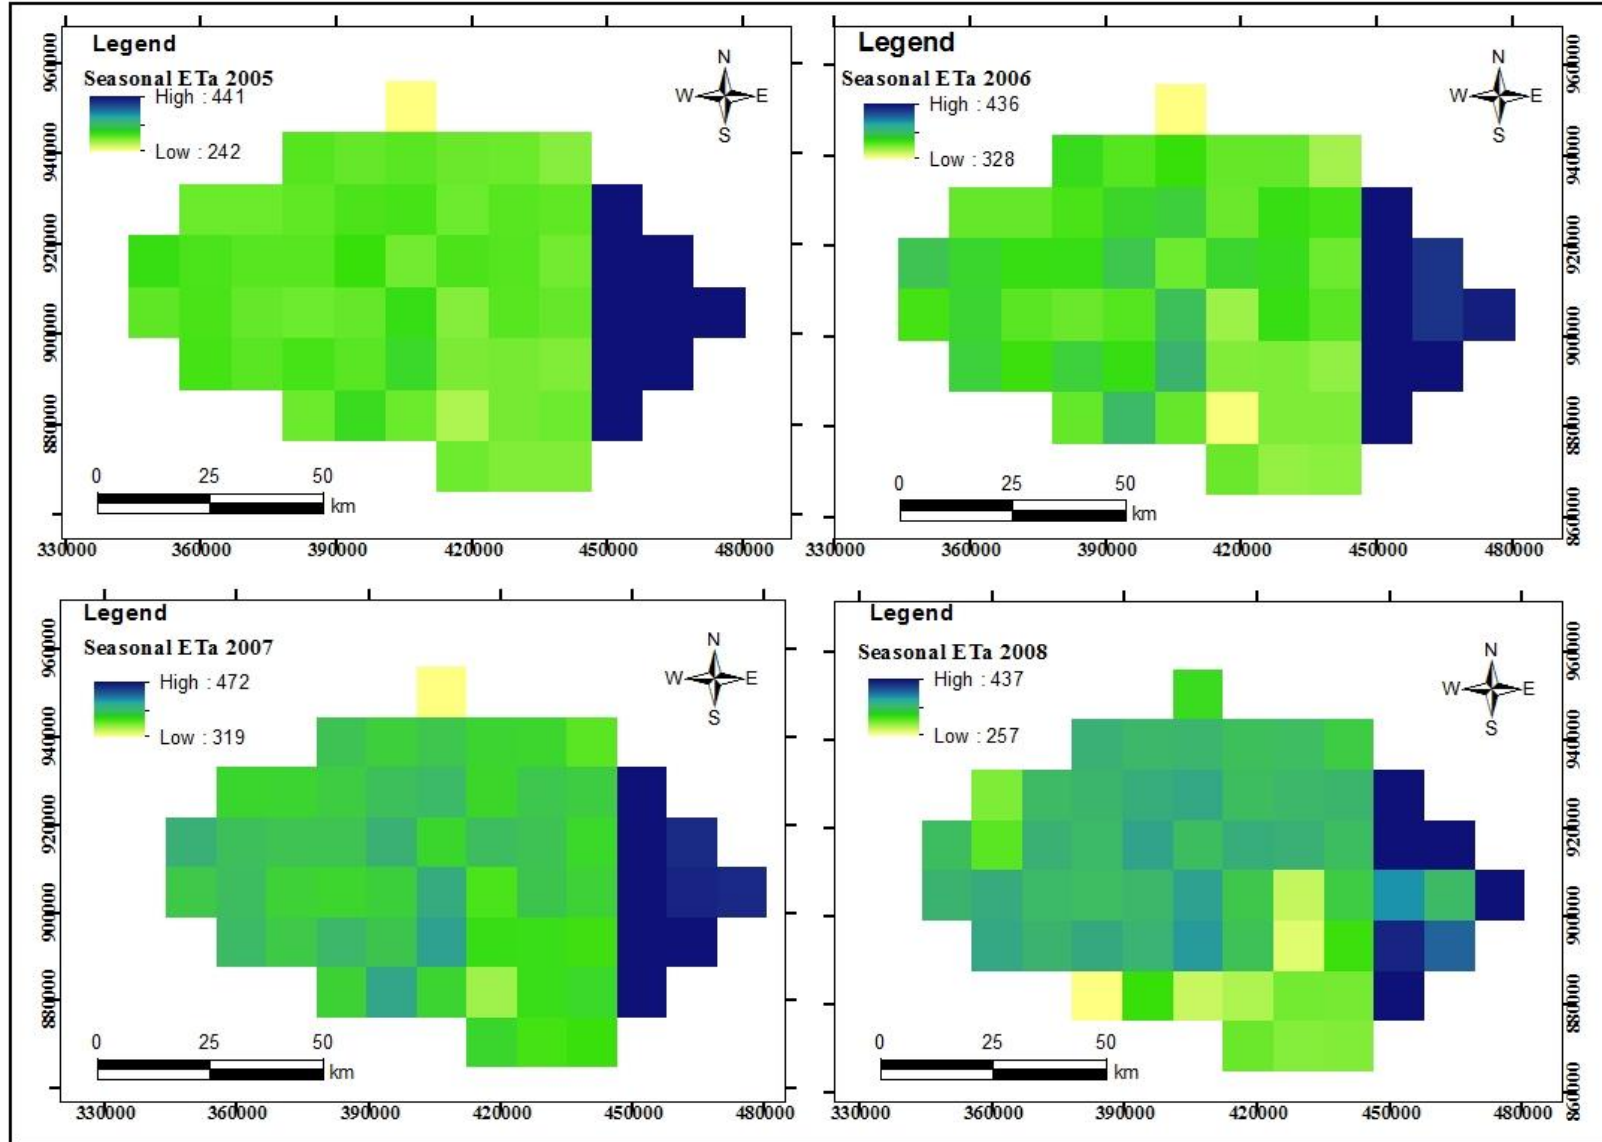 Legend
Seasonal ETa 2005
High : 441
Low : 242
N
W E
S
960000
940000
920000
900000
880000
0 25 50
km
330000 360000 390000 420000 450000 480000
Legend
Seasonal ETa 2006
High : 436
Low : 328
N
W E
S
960000
940000
920000
900000
880000
860000
0 25 50
km
330000 360000 390000 420000 450000 480000
Legend
Seasonal ETa 2007
High : 472
Low : 319
N
W E
S
960000
940000
920000
900000
880000
0 25 50
km
330000 360000 390000 420000 450000 480000
Legend
Seasonal ETa 2008
High : 437
Low : 257
N
W E
S
960000
940000
920000
900000
880000
860000
0 25 50
km
330000 360000 390000 420000 450000 480000